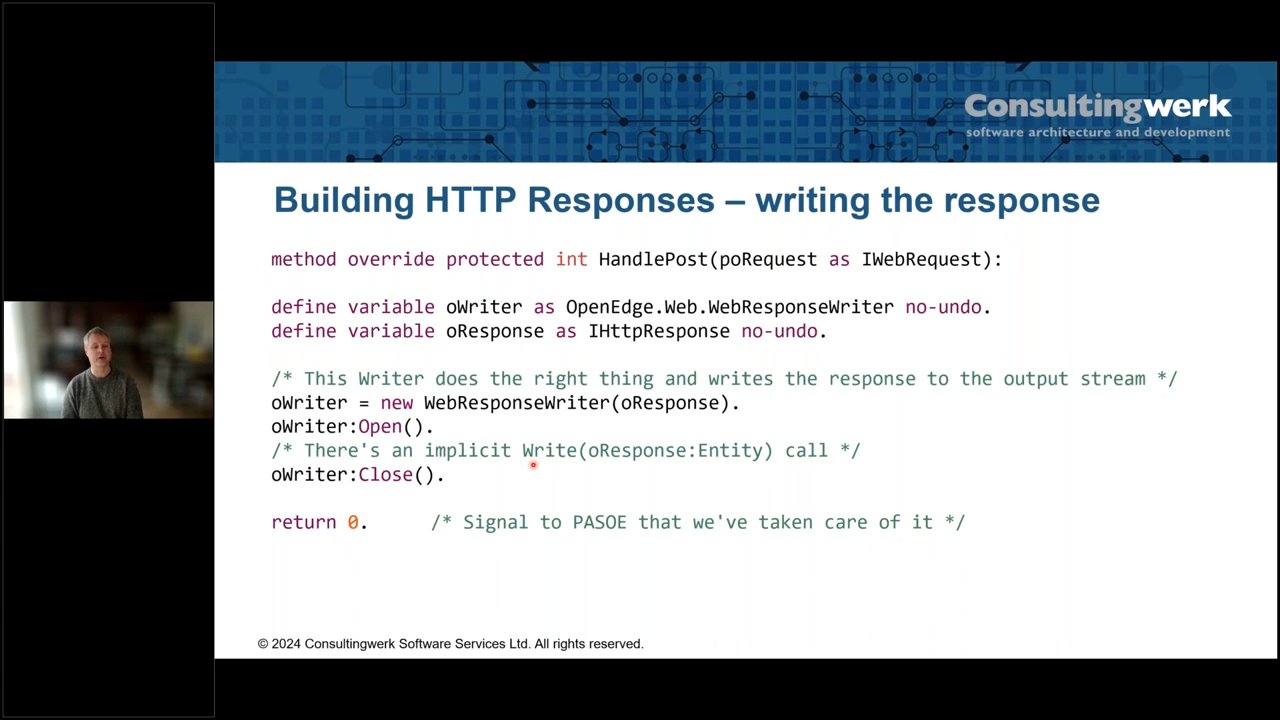 Consultingwerk
software architecture and development
Building HTTP Responses – writing the response
method override protected int HandlePost(poRequest as IWebRequest):
define variable oWriter as OpenEdge.Web.WebResponseWriter no-undo.
define variable oResponse as IHttpResponse no-undo.
/* This Writer does the right thing and writes the response to the output stream */
oWriter = new WebResponseWriter(oResponse).
oWriter:Open().
/* There's an implicit Write(oResponse:Entity) call */
oWriter:Close().
return 0. /* Signal to PASOE that we've taken care of it */
© 2024 Consultingwerk Software Services Ltd. All rights reserved.